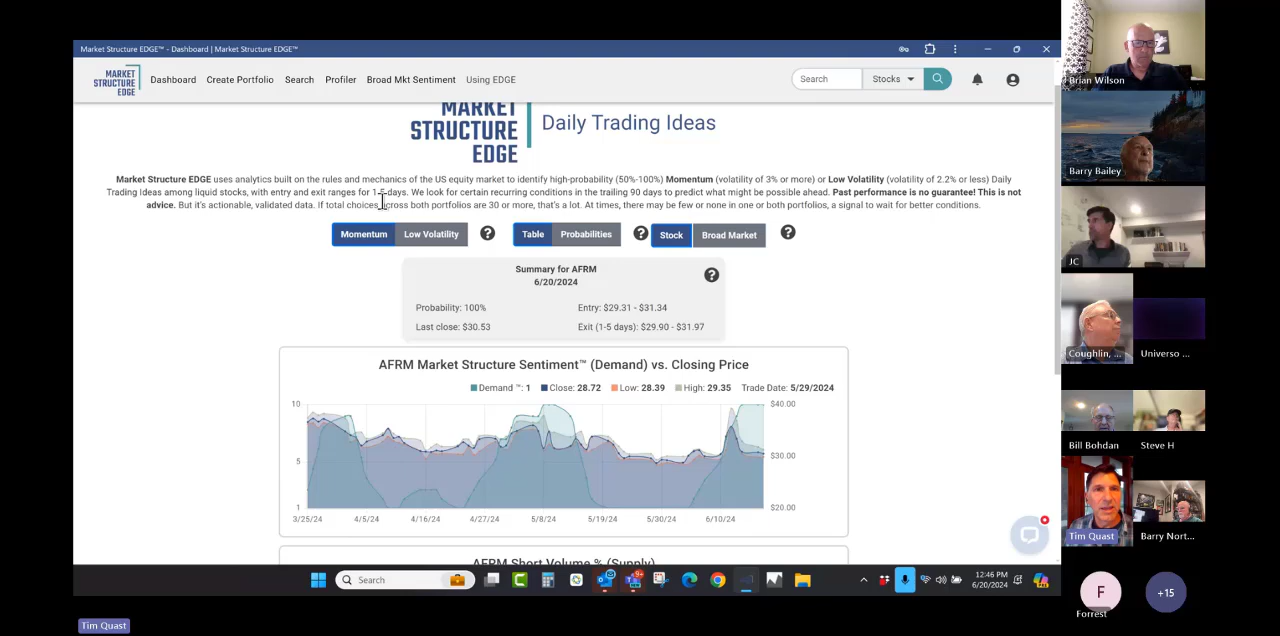 Market Structure EDGE™ - Dashboard | Market Structure EDGE™
MARKET
STRUCTURE
EDGE
Dashboard
Create Portfolio
Search
Profiler
Broad Mkt Sentiment
Using EDGE
Search
Stocks
MARKET
STRUCTURE
EDGE
Daily Trading Ideas
Market Structure EDGE uses analytics built on the rules and mechanics of the US equity market to identify high-probability (50%-100%) Momentum (volatility of 3% or more) or Low Volatility (volatility of 2.2% or less) Daily
Trading Ideas among liquid stocks, with entry and exit ranges for 1-5 days. We look for certain recurring conditions in the trailing 90 days to predict what might be possible ahead. Past performance is no guarantee! This is not
advice. But it's actionable, validated data. If total choices across both portfolios are 30 or more, that's a lot. At times, there may be few or none in one or both portfolios, a signal to wait for better conditions.
Momentum
Low Volatility
?
Table
Probabilities
?
Stock
Broad Market
?
Summary for AFRM
6/20/2024
?
Probability: 100%
Entry: $29.31 - $31.34
Last close: $30.53
Exit (1-5 days): $29.90 - $31.97
AFRM Market Structure Sentiment™ (Demand) vs. Closing Price
Demand ™: 1
Close: 28.72
Low: 28.39
High: 29.35
Trade Date: 5/29/2024
10
5
1
$40.00
$30.00
$20.00
3/25/24
4/5/24
4/16/24
4/27/24
5/8/24
5/19/24
5/30/24
6/10/24
AFRM Short Volume % (Supply)
Search
9+
12:46 PM
6/20/2024
Tim Quast
Brian Wilson
Barry Bailey
JC
Coughlin, ...
Universo ...
Bill Bohdan
Steve H
Tim Quast
Barry Nort...
F
Forrest
+15